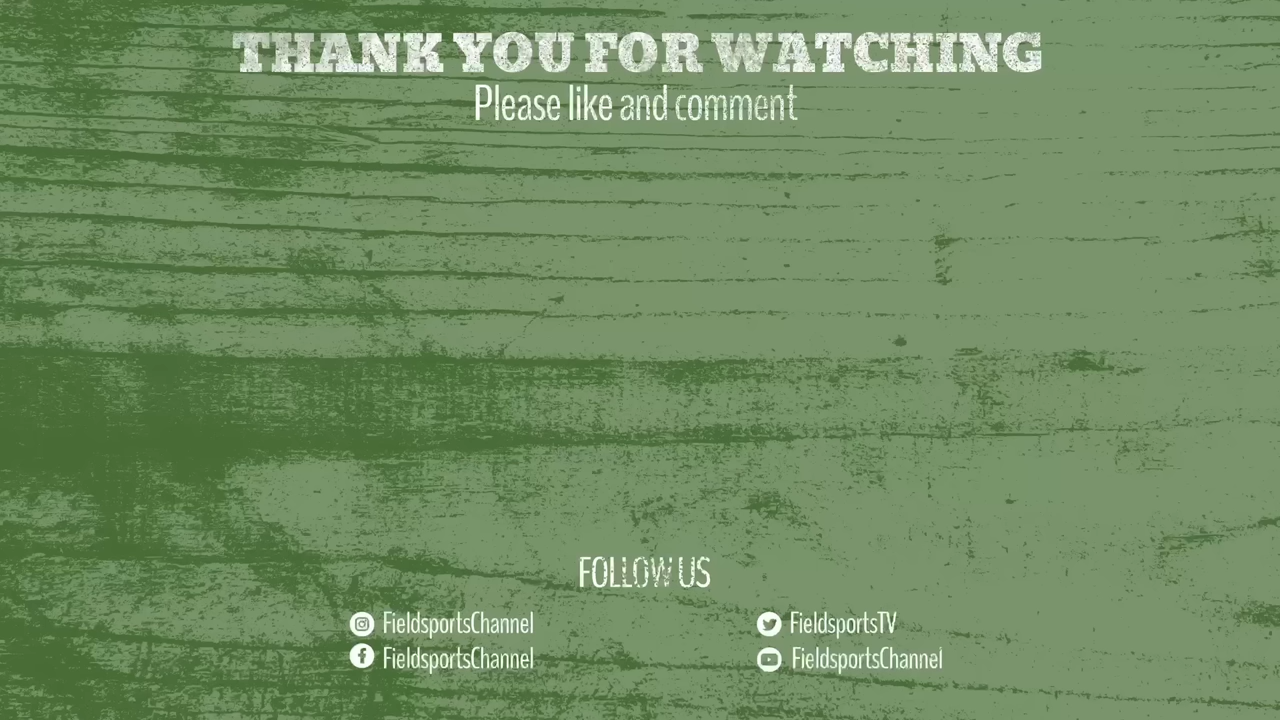 THANK YOU FOR WATCHING
Please like and comment
FOLLOW US
FieldsportsChannel
FieldsportsTV
FieldsportsChannel
FieldsportsChannel